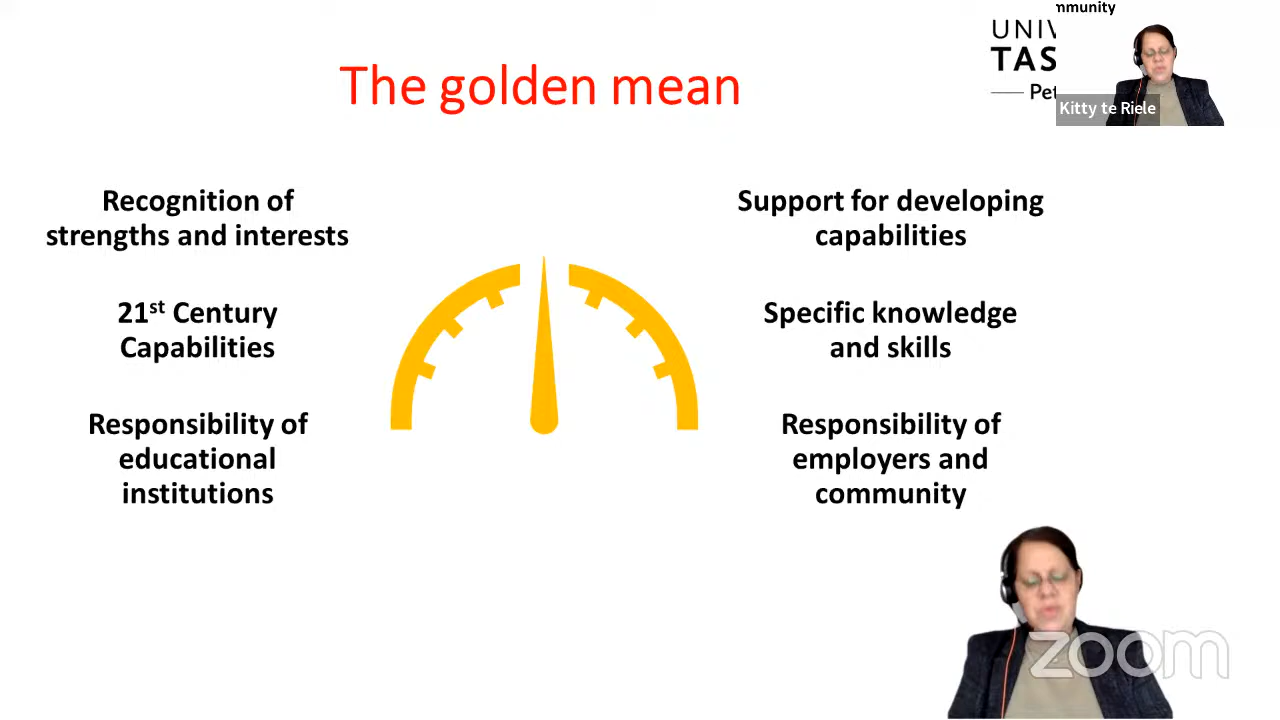 The golden mean
mmunity
UNIV
TAS
Pet
Kitty te Riele
Recognition of
strengths and interests
21st Century
Capabilities
Responsibility of
educational
institutions
Support for developing
capabilities
Specific knowledge
and skills
Responsibility of
employers and
community
zoom